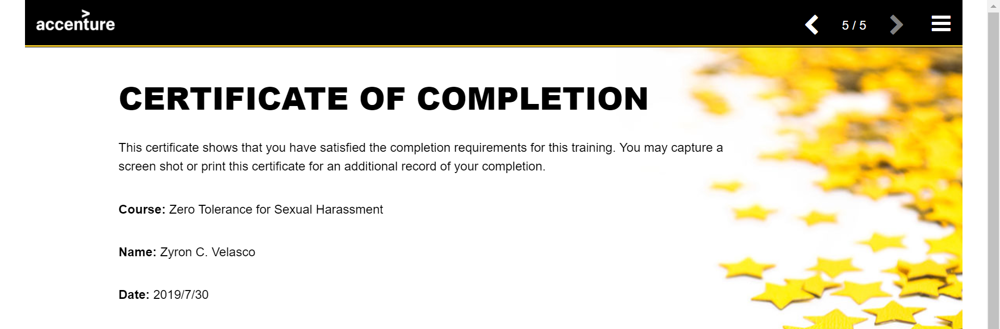 accenture
5 / 5
CERTIFICATE OF COMPLETION
This certificate shows that you have satisfied the completion requirements for this training. You may capture a
screen shot or print this certificate for an additional record of your completion.
Course: Zero Tolerance for Sexual Harassment
Name: Zyron C. Velasco
Date: 2019/7/30